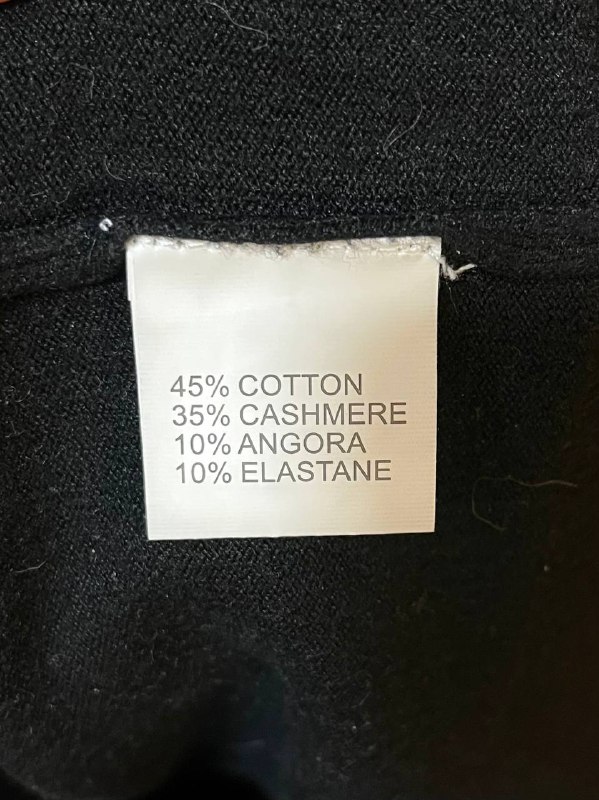 45% COTTON
35% CASHMERE
10% ANGORA
10% ELASTANE